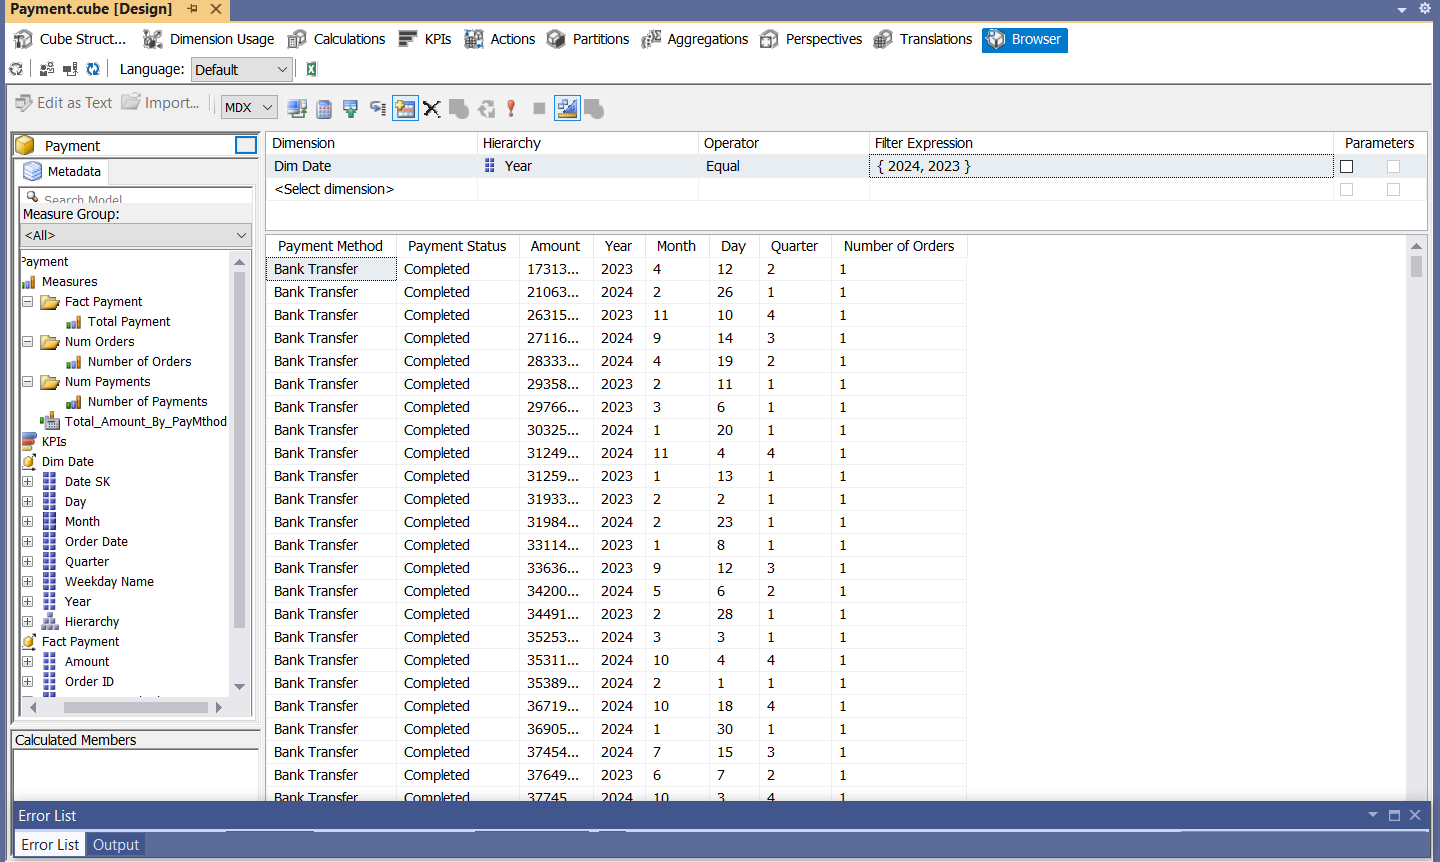 Payment.cube [Design]
Cube Struct... Dimension Usage Calculations KPIs Actions Partitions Aggregations Perspectives Translations Browser
Language: Default
Edit as Text Import... MDX
Payment
Metadata
Search Model
Measure Group:
<All>
Payment
Measures
Fact Payment
Total Payment
Num Orders
Number of Orders
Num Payments
Number of Payments
Total_Amount_By_PayMthod
KPIs
Dim Date
Date SK
Day
Month
Order Date
Quarter
Weekday Name
Year
Hierarchy
Fact Payment
Amount
Order ID
Calculated Members
Dimension Hierarchy Operator Filter Expression Parameters
Dim Date Year Equal { 2024, 2023 }
<Select dimension>
Payment Method Payment Status Amount Year Month Day Quarter Number of Orders
Bank Transfer Completed 17313... 2023 4 12 2 1
Bank Transfer Completed 21063... 2024 2 26 1 1
Bank Transfer Completed 26315... 2023 11 10 4 1
Bank Transfer Completed 27116... 2024 9 14 3 1
Bank Transfer Completed 28333... 2024 4 19 2 1
Bank Transfer Completed 29358... 2023 2 11 1 1
Bank Transfer Completed 29766... 2023 3 6 1 1
Bank Transfer Completed 30325... 2024 1 20 1 1
Bank Transfer Completed 31249... 2024 11 4 4 1
Bank Transfer Completed 31259... 2023 1 13 1 1
Bank Transfer Completed 31933... 2023 2 2 1 1
Bank Transfer Completed 31984... 2024 2 23 1 1
Bank Transfer Completed 33114... 2023 1 8 1 1
Bank Transfer Completed 33636... 2023 9 12 3 1
Bank Transfer Completed 34200... 2024 5 6 2 1
Bank Transfer Completed 34491... 2023 2 28 1 1
Bank Transfer Completed 35253... 2024 3 3 1 1
Bank Transfer Completed 35311... 2024 10 4 4 1
Bank Transfer Completed 35389... 2024 2 1 1 1
Bank Transfer Completed 36719... 2024 10 18 4 1
Bank Transfer Completed 36905... 2024 1 30 1 1
Bank Transfer Completed 37454... 2024 7 15 3 1
Bank Transfer Completed 37649... 2023 6 7 2 1
Bank Transfer Completed 37745... 2024 10 3 4 1
Error List
Error List Output